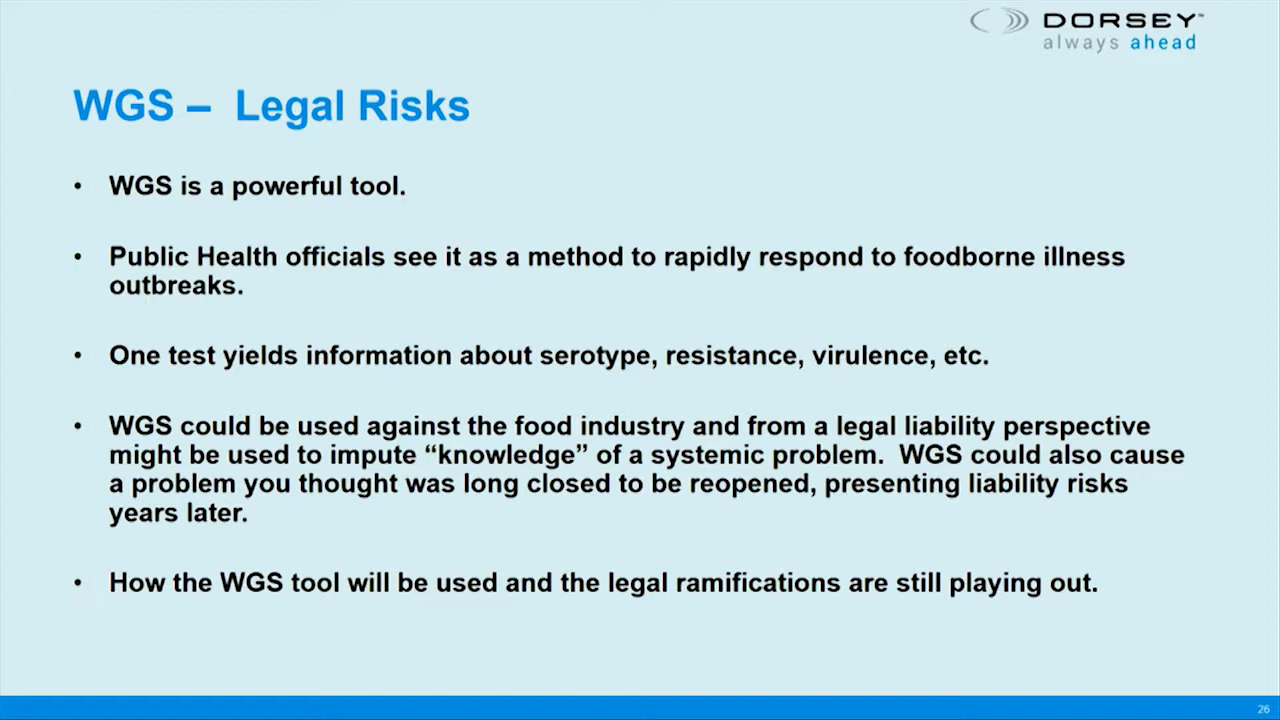 DORSEY™
always ahead
WGS – Legal Risks
• WGS is a powerful tool.
• Public Health officials see it as a method to rapidly respond to foodborne illness
outbreaks.
• One test yields information about serotype, resistance, virulence, etc.
• WGS could be used against the food industry and from a legal liability perspective
might be used to impute “knowledge” of a systemic problem.  WGS could also cause
a problem you thought was long closed to be reopened, presenting liability risks
years later.
• How the WGS tool will be used and the legal ramifications are still playing out.
26